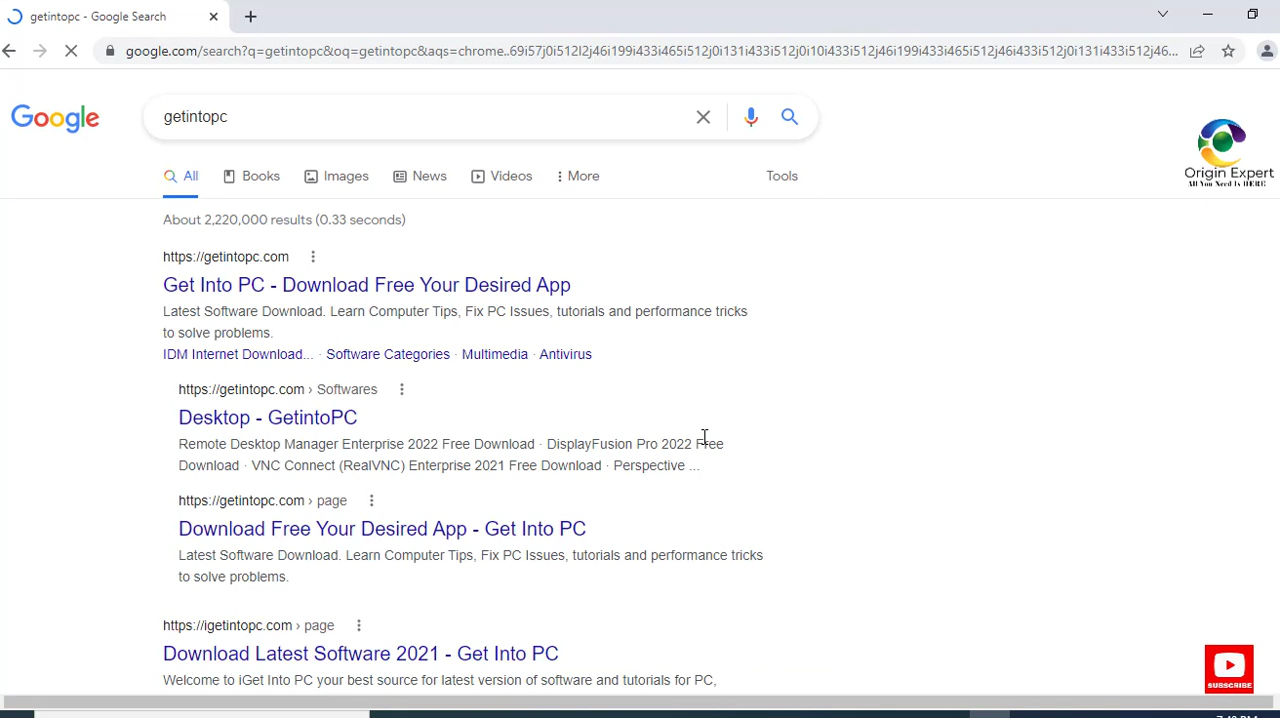 getintopc - Google Search
google.com/search?q=getintopc&oq=getintopc&aqs=chrome..69i57j0i512l2j46i199i433i465i512j0i131i433i512j0i10i433i512j46i199i433i465i512j46i433i512j0i131i433i512j46...
Google
getintopc
All
Books
Images
News
Videos
More
Tools
Origin Expert
All You Need Is HERE
About 2,220,000 results (0.33 seconds)
https://getintopc.com
Get Into PC - Download Free Your Desired App
Latest Software Download. Learn Computer Tips, Fix PC Issues, tutorials and performance tricks
to solve problems.
IDM Internet Download... · Software Categories · Multimedia · Antivirus
https://getintopc.com › Softwares
Desktop - GetintoPC
Remote Desktop Manager Enterprise 2022 Free Download · DisplayFusion Pro 2022 Free
Download · VNC Connect (RealVNC) Enterprise 2021 Free Download · Perspective ...
https://getintopc.com › page
Download Free Your Desired App - Get Into PC
Latest Software Download. Learn Computer Tips, Fix PC Issues, tutorials and performance tricks
to solve problems.
https://igetintopc.com › page
Download Latest Software 2021 - Get Into PC
Welcome to iGet Into PC your best source for latest version of software and tutorials for PC,
SUBSCRIBE